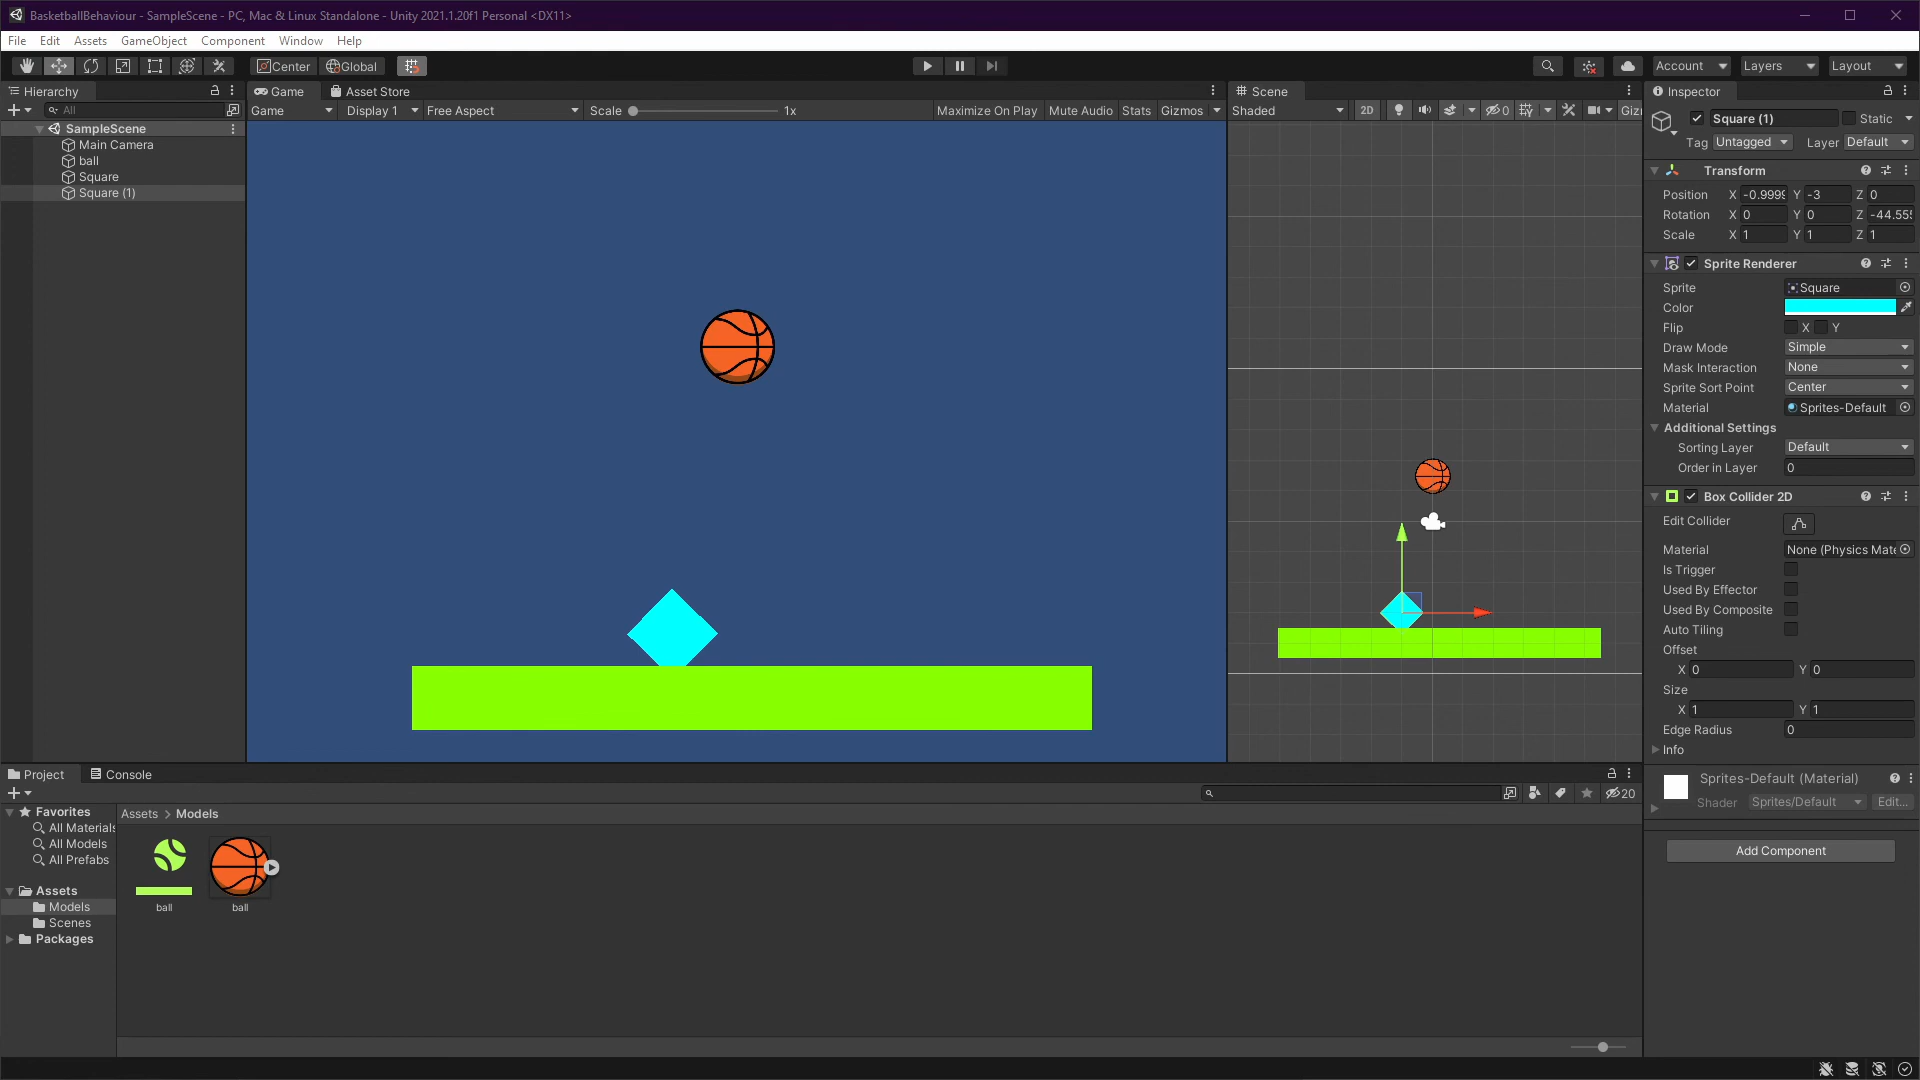 BasketballBehaviour - SampleScene - PC, Mac & Linux Standalone - Unity 2021.1.20f1 Personal <DX11>
File Edit Assets GameObject Component Window Help
Center Global Account Layers Layout
Hierarchy
All
SampleScene
Main Camera
ball
Square
Square (1)
Game Asset Store
Game Display 1 Free Aspect Scale 1x Maximize On Play Mute Audio Stats Gizmos
Scene
Shaded 2D 0 Giz
Inspector
Square (1) Static
Tag Untagged Layer Default
Transform
Position X -0.9999 Y -3 Z 0
Rotation X 0 Y 0 Z -44.555
Scale X 1 Y 1 Z 1
Sprite Renderer
Sprite Square
Color
Flip X Y
Draw Mode Simple
Mask Interaction None
Sprite Sort Point Center
Material Sprites-Default
Additional Settings
Sorting Layer Default
Order in Layer 0
Box Collider 2D
Edit Collider
Material None (Physics Mate
Is Trigger
Used By Effector
Used By Composite
Auto Tiling
Offset
X 0 Y 0
Size
X 1 Y 1
Edge Radius 0
Info
Sprites-Default (Material)
Shader Sprites/Default Edit...
Add Component
Project Console
20
Favorites
All Materials
All Models
All Prefabs
Assets
Models
Scenes
Packages
Assets > Models
ball
ball